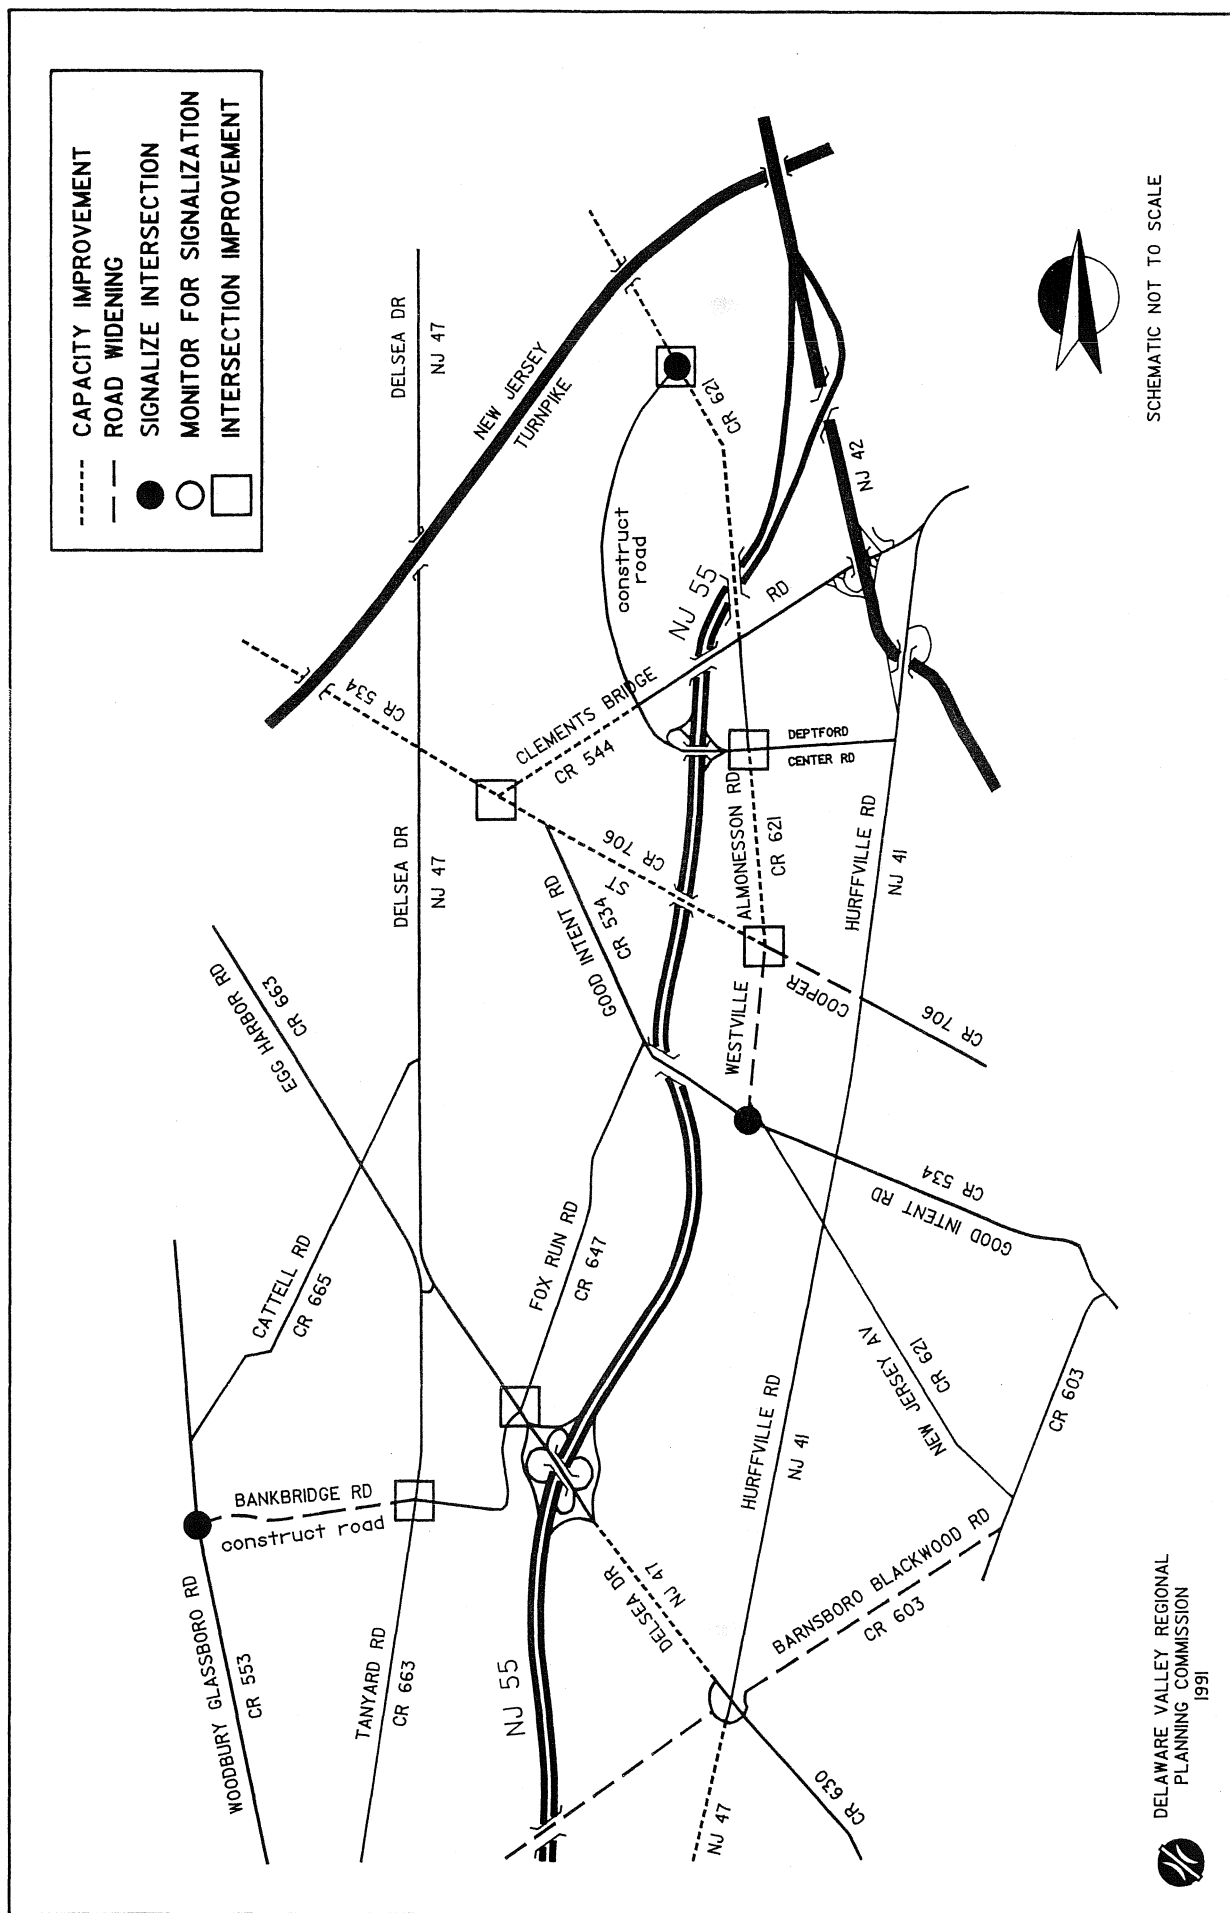 CAPACITY IMPROVEMENT
ROAD WIDENING
SIGNALIZE INTERSECTION
MONITOR FOR SIGNALIZATION
INTERSECTION IMPROVEMENT
DELSEA DR
NJ 47
NEW JERSEY
TURNPIKE
CR 621
construct
road
NJ 42
NJ 55
RD
CR 534
CLEMENTS BRIDGE
CR 544
DEPTFORD
CENTER RD
DELSEA DR
NJ 47
CR 706
ST
CR 534
GOOD INTENT RD
ALMONESSON RD
CR 621
HURFFVILLE RD
NJ 41
EGG HARBOR RD
CR 663
WESTVILLE
COOPER
CR 706
CATTELL RD
CR 665
FOX RUN RD
CR 647
CR 534
GOOD INTENT RD
NEW JERSEY AV
CR 621
CR 603
HURFFVILLE RD
NJ 41
BANKBRIDGE RD
construct road
WOODBURY GLASSBORO RD
CR 553
TANYARD RD
CR 663
NJ 55
DELSEA DR
NJ 47
BARNSBORO BLACKWOOD RD
CR 603
NJ 47
CR 630
SCHEMATIC NOT TO SCALE
DELAWARE VALLEY REGIONAL
PLANNING COMMISSION
1991